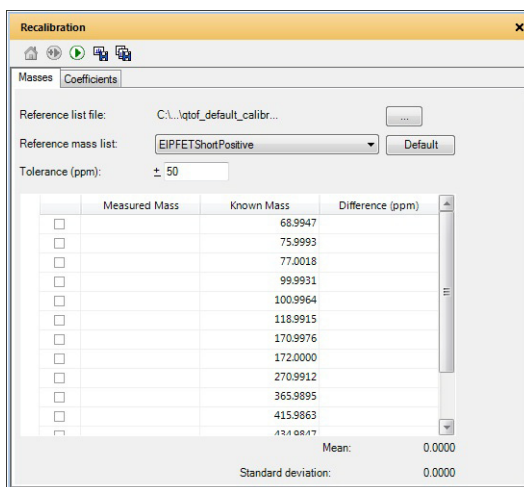 Recalibration
Masses Coefficients
Reference list file: C:\...\qtof_default_calibr... ...
Reference mass list: EIPFETShortPositive Default
Tolerance (ppm): ± 50
Measured Mass Known Mass Difference (ppm)
68.9947
75.9993
77.0018
99.9931
100.9964
118.9915
170.9976
172.0000
270.9912
365.9895
415.9863
434.9847
Mean: 0.0000
Standard deviation: 0.0000